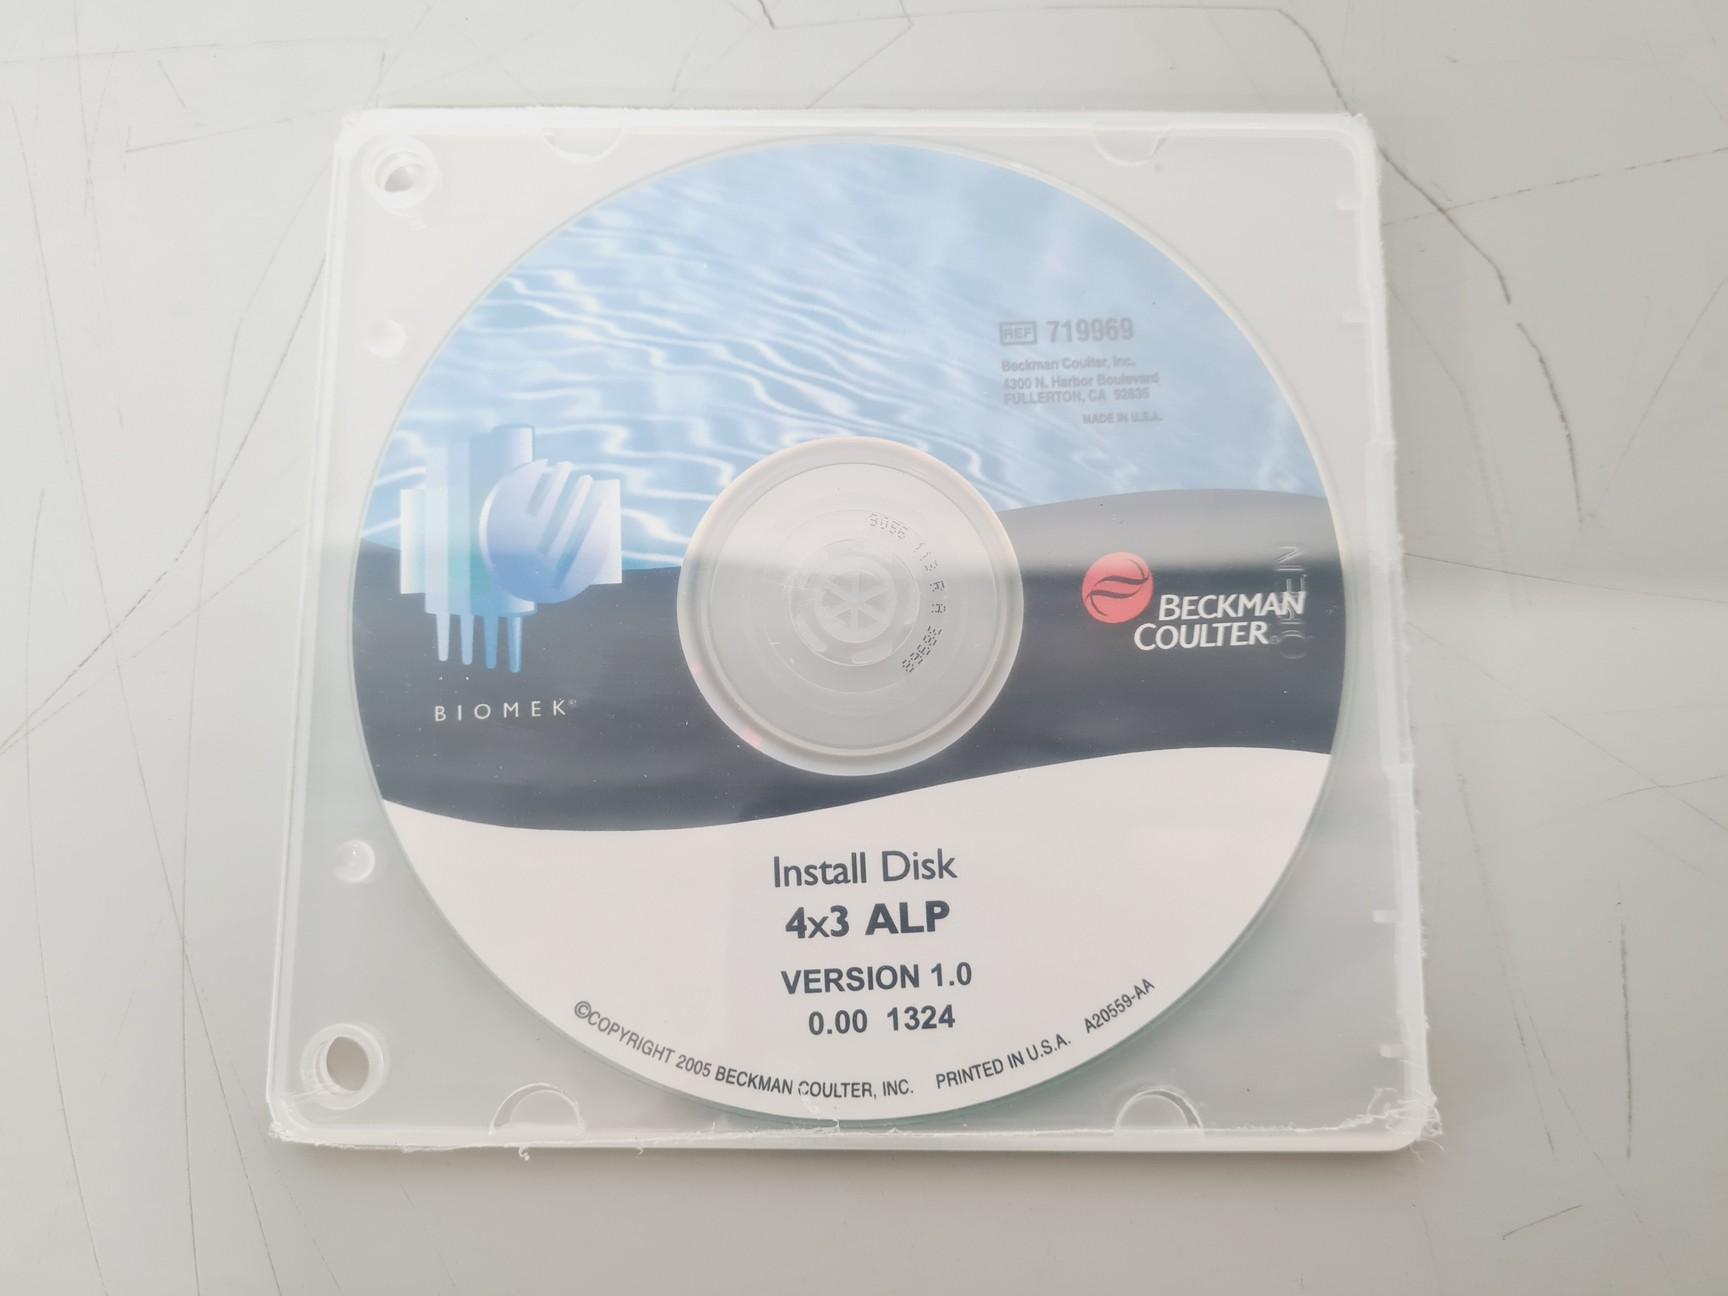 REF 719969
Beckman Coulter, Inc.
4300 N. Harbor Boulevard
FULLERTON, CA 92835
MADE IN U.S.A.
OPEN
BECKMAN
COULTER
BIOMEK®
Install Disk
4x3 ALP
VERSION 1.0
0.00 1324
©COPYRIGHT 2005 BECKMAN COULTER, INC. PRINTED IN U.S.A. A20559-AA